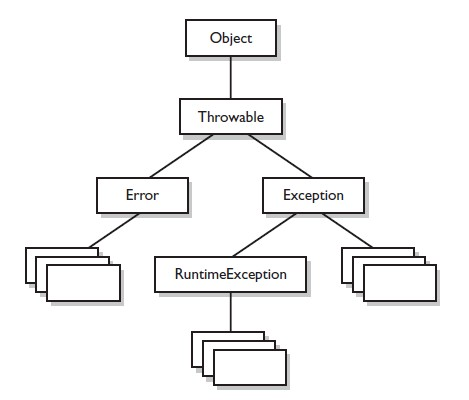 Object
Throwable
Error
Exception
RuntimeException